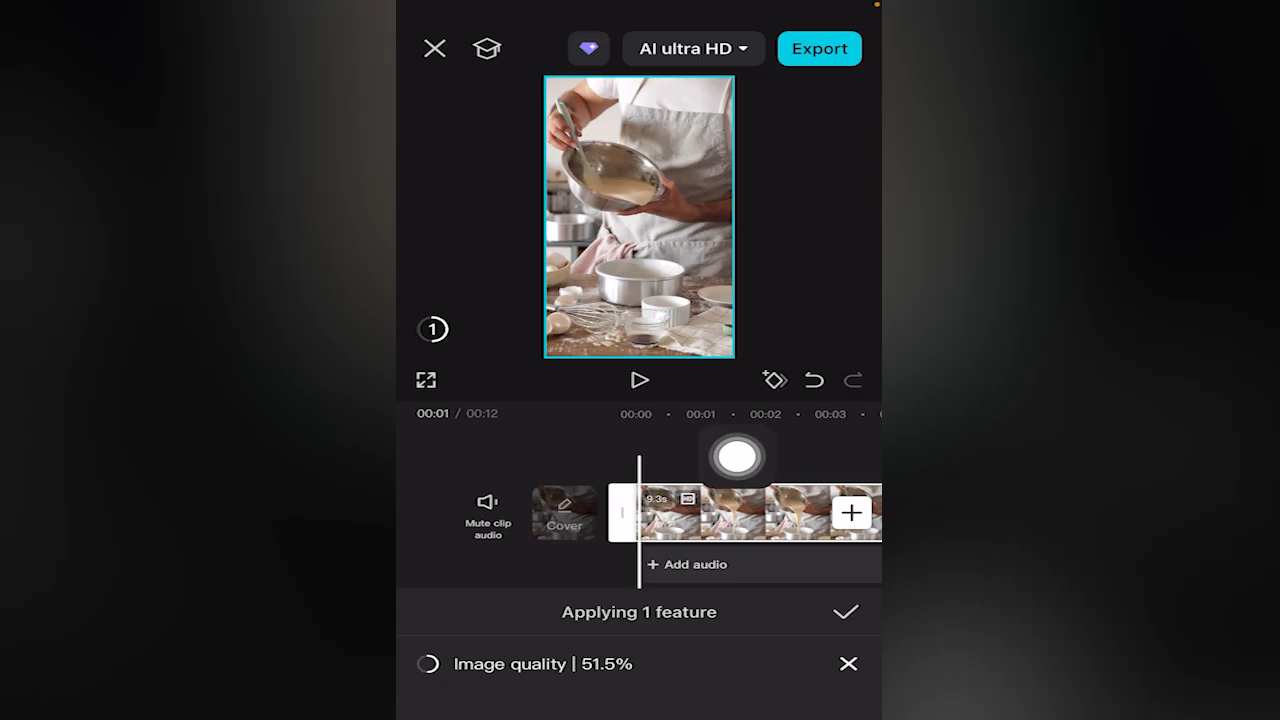 AI ultra HD
Export
1
00:01 / 00:12
00:00
00:01
00:02
00:03
9.3s
HD
Mute clip
audio
Cover
+ Add audio
Applying 1 feature
Image quality | 51.5%